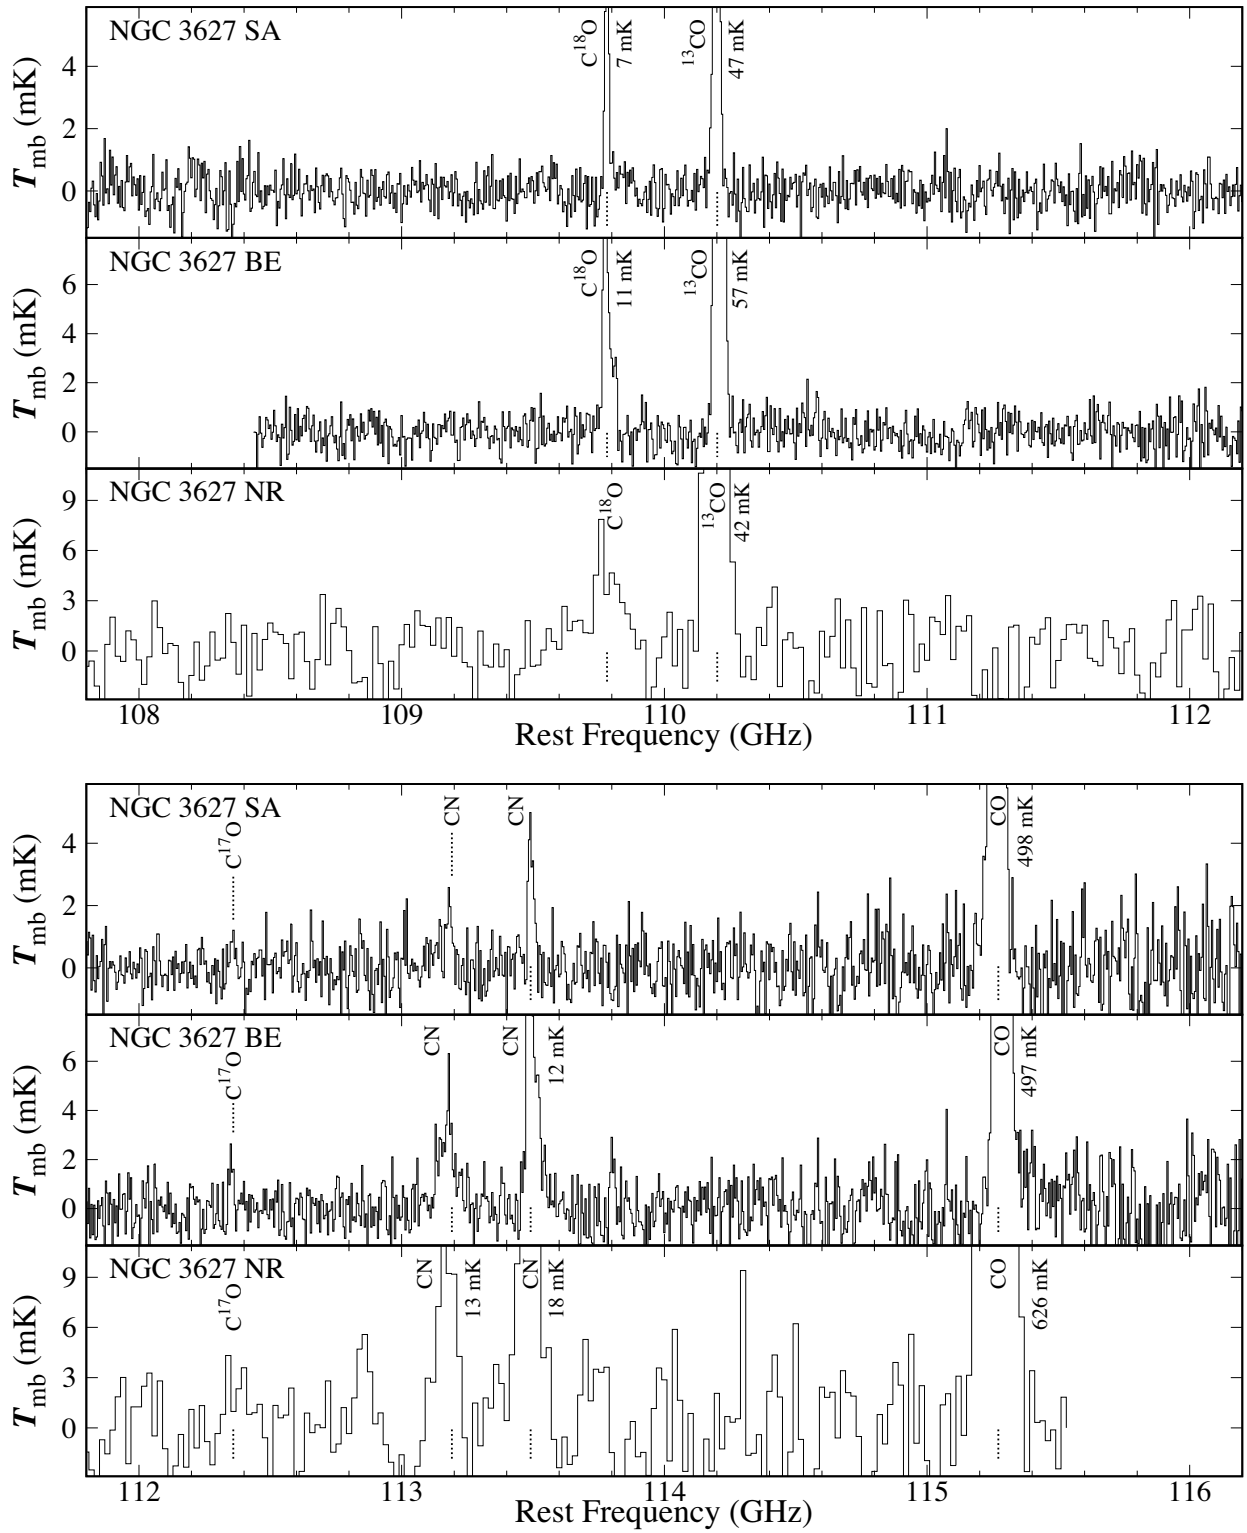 NGC 3627 SA
C18O
7 mK
13CO
47 mK
4
2
0
Tmb (mK)
NGC 3627 BE
C18O
11 mK
13CO
57 mK
6
4
2
0
Tmb (mK)
NGC 3627 NR
C18O
13CO
42 mK
9
6
3
0
Tmb (mK)
108 109 110 111 112
Rest Frequency (GHz)
NGC 3627 SA
C17O
CN
CN
CO
498 mK
4
2
0
Tmb (mK)
NGC 3627 BE
C17O
CN
CN
12 mK
CO
497 mK
6
4
2
0
Tmb (mK)
NGC 3627 NR
C17O
CN
13 mK
CN
18 mK
CO
626 mK
9
6
3
0
Tmb (mK)
112 113 114 115 116
Rest Frequency (GHz)